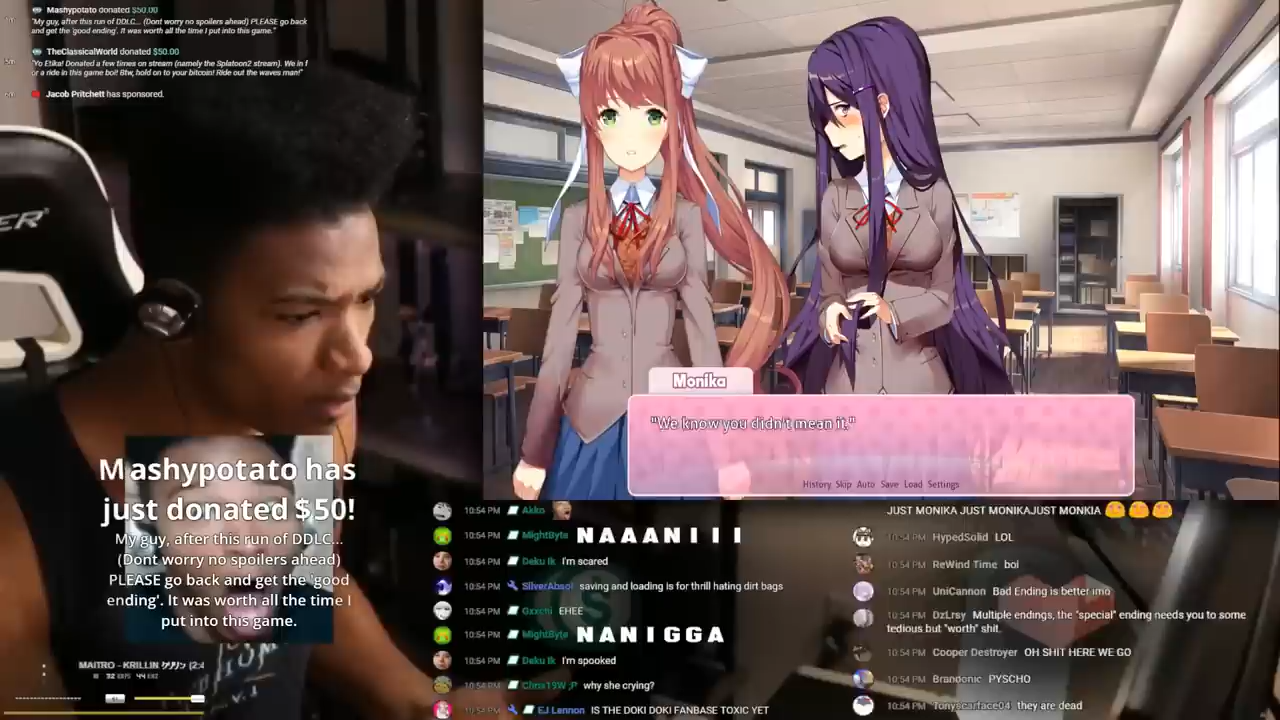 Mashypotato donated $50.00
"My guy, after this run of DDLC... (Dont worry no spoilers ahead) PLEASE go back
and get the 'good ending'. It was worth all the time I put into this game."
TheClassicalWorld donated $50.00
"Yo Etika! Donated a few times on stream (namely the Splatoon2 stream). We in f
or a ride in this game boi! Btw, hold on to your bitcoin! Ride out the waves man!"
Jacob Pritchett has sponsored.
Monika
"We know you didn't mean it."
History Skip Auto Save Load Settings
Mashypotato has
just donated $50!
My guy, after this run of DDLC...
(Dont worry no spoilers ahead)
PLEASE go back and get the 'good
ending'. It was worth all the time I
put into this game.
10:54 PM Akko
10:54 PM MightByte NAAANIII
10:54 PM Deku Ik I'm scared
10:54 PM SilverAbsol saving and loading is for thrill hating dirt bags
10:54 PM Gxxchi EHEE
10:54 PM MightByte NANIGGA
10:54 PM Deku Ik I'm spooked
10:54 PM Chris19W ;P why she crying?
10:54 PM EJ Lennon IS THE DOKI DOKI FANBASE TOXIC YET
JUST MONIKA JUST MONIKAJUST MONKIA
10:54 PM HypedSolid LOL
10:54 PM ReWind Time boi
10:54 PM UniCannon Bad Ending is better imo
10:54 PM DzLrsy Multiple endings, the "special" ending needs you to some
tedious but "worth" shit.
10:54 PM Cooper Destroyer OH SHIT HERE WE GO
10:54 PM Brandonic PYSCHO
10:54 PM Tonyscarface04 they are dead
MAITRO - KRILLIN クリリン (2:4